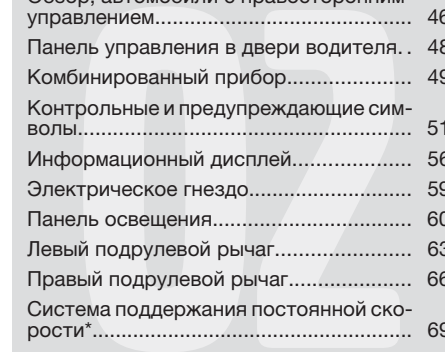 Обзор, автомобили с правосторонним
управлением..................................... 46
Панель управления в двери водителя. . 48
Комбинированный прибор................... 49
Контрольные и предупреждающие сим-
волы.................................................. 51
Информационный дисплей.................. 56
Электрическое гнездо......................... 59
Панель освещения.............................. 60
Левый подрулевой рычаг..................... 63
Правый подрулевой рычаг................... 66
Система поддержания постоянной ско-
рости*................................................ 69
02